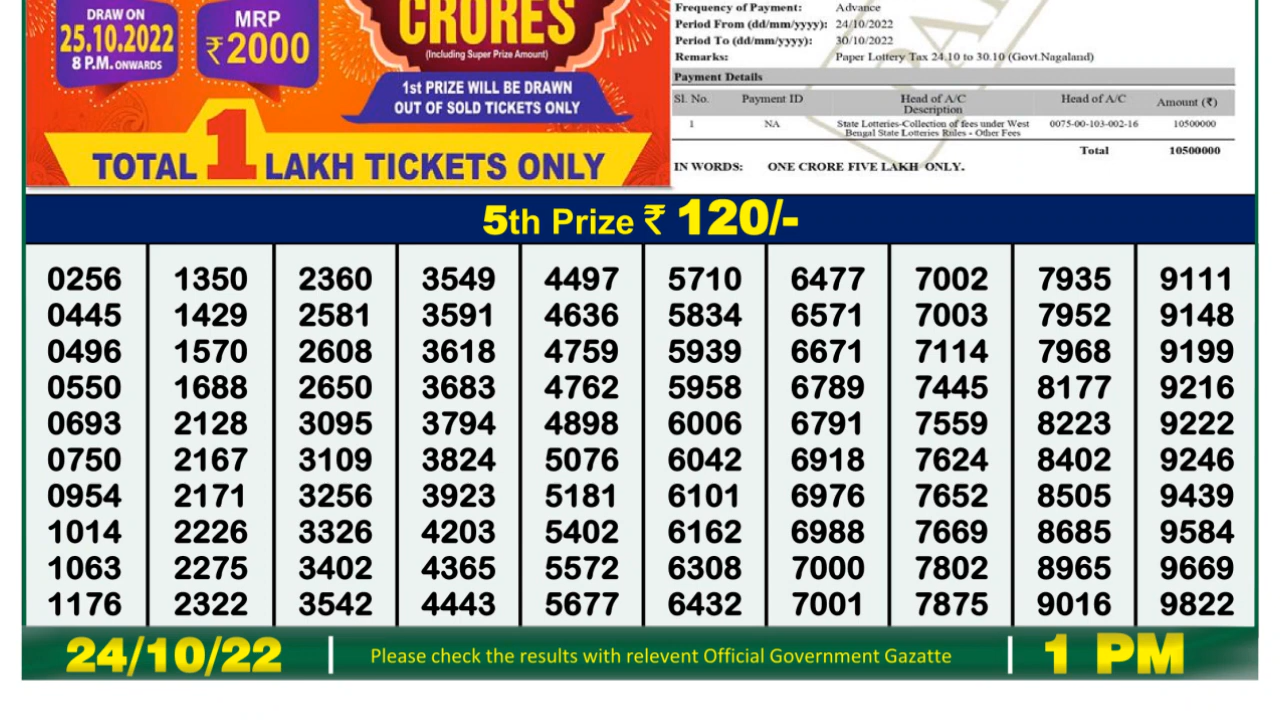 DRAW ON
25.10.2022
8 P.M. ONWARDS
MRP
₹2000
CRORES
(Including Super Prize Amount)
1st PRIZE WILL BE DRAWN
OUT OF SOLD TICKETS ONLY
TOTAL 1 LAKH TICKETS ONLY
Frequency of Payment: Advance
Period From (dd/mm/yyyy): 24/10/2022
Period To (dd/mm/yyyy): 30/10/2022
Remarks: Paper Lottery Tax 24.10 to 30.10 (Govt.Nagaland)
Payment Details
Sl. No. Payment ID Head of A/C Description Head of A/C Amount (₹)
1 NA State Lotteries-Collection of fees under West 0075-00-103-002-16 10500000
Bengal State Lotteries Rules - Other Fees
Total 10500000
IN WORDS: ONE CRORE FIVE LAKH ONLY.
5th Prize ₹ 120/-
0256 1350 2360 3549 4497 5710 6477 7002 7935 9111
0445 1429 2581 3591 4636 5834 6571 7003 7952 9148
0496 1570 2608 3618 4759 5939 6671 7114 7968 9199
0550 1688 2650 3683 4762 5958 6789 7445 8177 9216
0693 2128 3095 3794 4898 6006 6791 7559 8223 9222
0750 2167 3109 3824 5076 6042 6918 7624 8402 9246
0954 2171 3256 3923 5181 6101 6976 7652 8505 9439
1014 2226 3326 4203 5402 6162 6988 7669 8685 9584
1063 2275 3402 4365 5572 6308 7000 7802 8965 9669
1176 2322 3542 4443 5677 6432 7001 7875 9016 9822
24/10/22 | Please check the results with relevent Official Government Gazatte | 1 PM